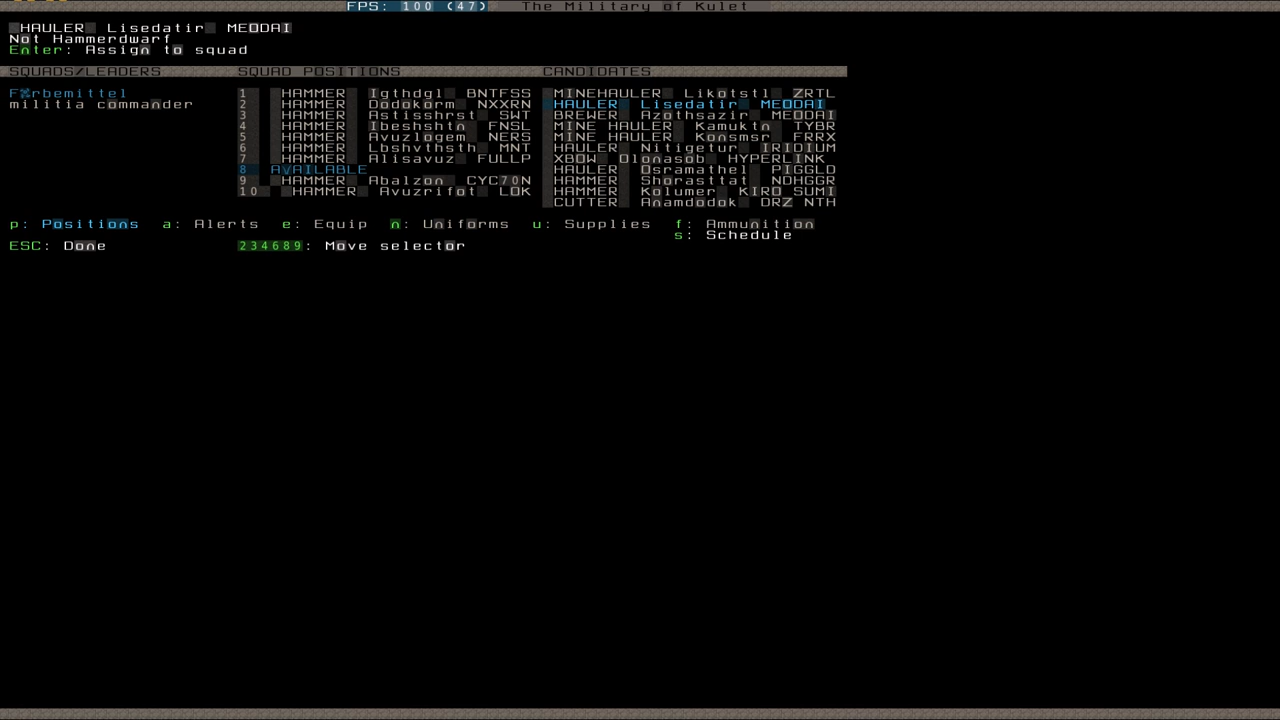 FPS: 100 (47) The Military of Kulet
HAULER Lisedatir MEODAI
Not Hammerdwarf
Enter: Assign to squad
SQUADS/LEADERS SQUAD POSITIONS CANDIDATES
militia commander
1 HAMMER Igthdgl BNTFSS
2 HAMMER Dodokorm NXXRN
3 HAMMER Astisshrst SWT
4 HAMMER Ibeshshtn FNSL
5 HAMMER Avuzlogem NERS
6 HAMMER Lbshvthsth MNT
7 HAMMER Alisavuz FULLP
8 AVAILABLE
9 HAMMER Abalzon CYC70N
10 HAMMER Avuzrifot LOK
MINEHAULER Likotstl ZRTL
HAULER Lisedatir MEODAI
BREWER Azothsazir MEODAI
MINE HAULER Kamuktn TYBR
MINE HAULER Konsmsr FRRX
HAULER Nitigetur IRIDIUM
XBOW Olonasob HYPERLINK
HAULER Osramathel PIGGLD
HAMMER Shorasttat NDHGGR
HAMMER Kolumer KIRO SUMI
CUTTER Anamdodok DRZ NTH
p: Positions a: Alerts e: Equip n: Uniforms u: Supplies f: Ammunition
s: Schedule
ESC: Done 234689: Move selector